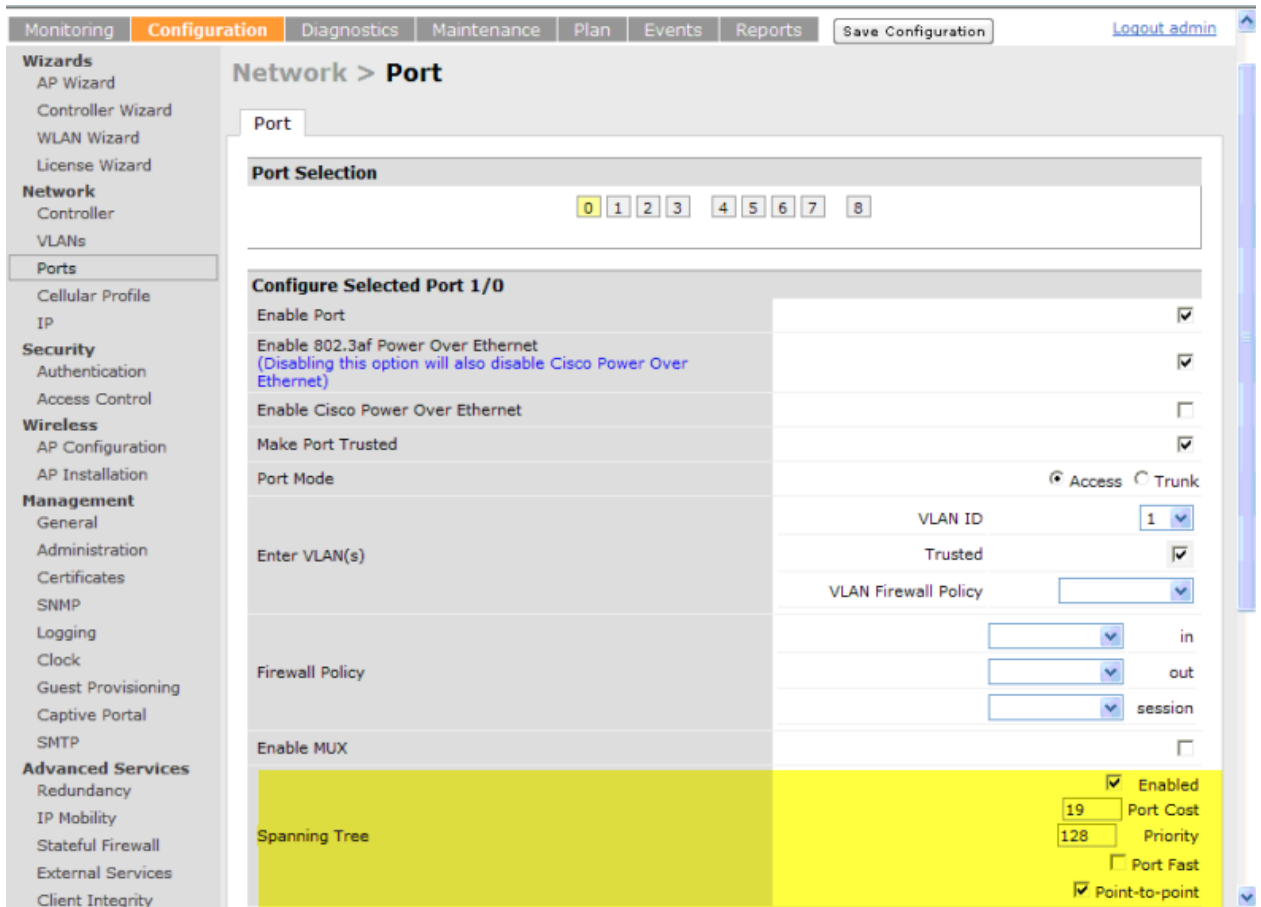 Monitoring Configuration Diagnostics Maintenance Plan Events Reports Save Configuration Logout admin
Wizards
AP Wizard
Controller Wizard
WLAN Wizard
License Wizard
Network
Controller
VLANs
Ports
Cellular Profile
IP
Security
Authentication
Access Control
Wireless
AP Configuration
AP Installation
Management
General
Administration
Certificates
SNMP
Logging
Clock
Guest Provisioning
Captive Portal
SMTP
Advanced Services
Redundancy
IP Mobility
Stateful Firewall
External Services
Client Integrity
Network > Port
Port
Port Selection
0 1 2 3 4 5 6 7 8
Configure Selected Port 1/0
Enable Port
Enable 802.3af Power Over Ethernet
(Disabling this option will also disable Cisco Power Over
Ethernet)
Enable Cisco Power Over Ethernet
Make Port Trusted
Port Mode Access Trunk
Enter VLAN(s)
VLAN ID 1
Trusted
VLAN Firewall Policy
Firewall Policy
in
out
session
Enable MUX
Spanning Tree
Enabled
19 Port Cost
128 Priority
Port Fast
Point-to-point